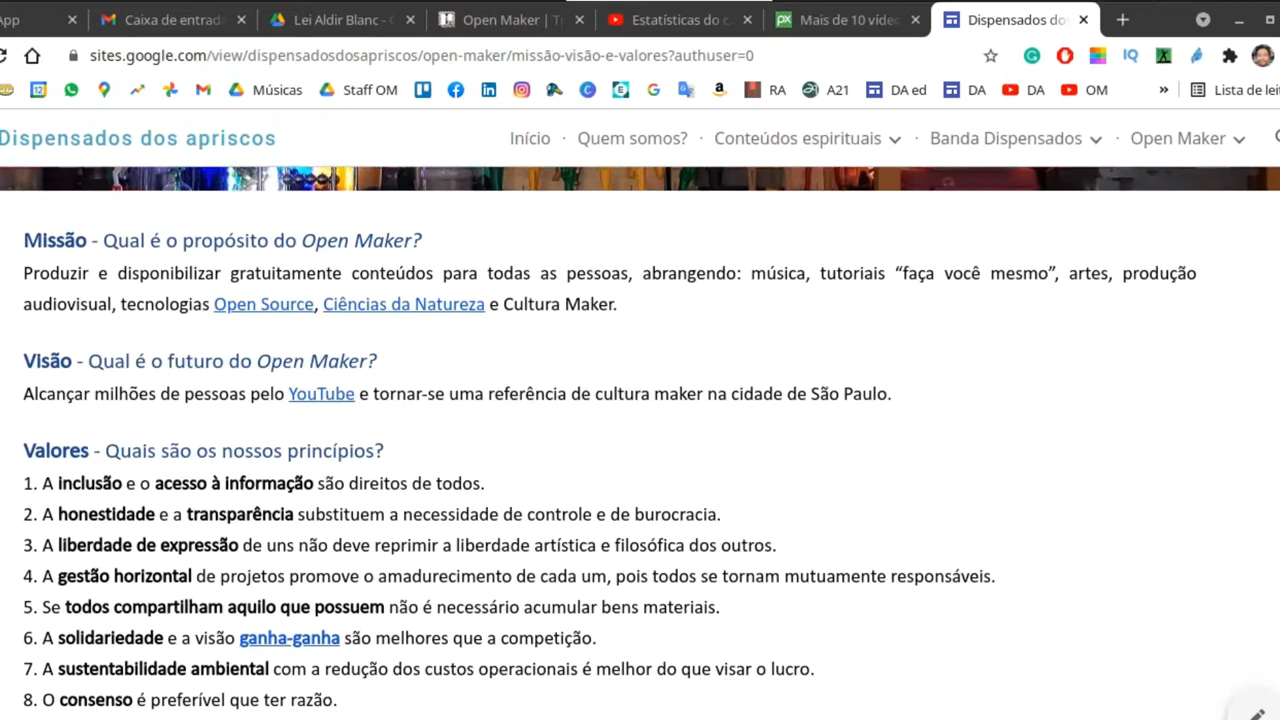 App Caixa de entrad Lei Aldir Blanc - Open Maker | T Estatísticas do c Mais de 10 víde Dispensados do
sites.google.com/view/dispensadosdosapriscos/open-maker/missão-visão-e-valores?authuser=0
Músicas Staff OM RA A21 DA ed DA DA OM » Lista de lei
Dispensados dos apriscos Início · Quem somos? · Conteúdos espirituais · Banda Dispensados · Open Maker
Missão - Qual é o propósito do Open Maker?
Produzir e disponibilizar gratuitamente conteúdos para todas as pessoas, abrangendo: música, tutoriais “faça você mesmo”, artes, produção
audiovisual, tecnologias Open Source, Ciências da Natureza e Cultura Maker.
Visão - Qual é o futuro do Open Maker?
Alcançar milhões de pessoas pelo YouTube e tornar-se uma referência de cultura maker na cidade de São Paulo.
Valores - Quais são os nossos princípios?
1. A inclusão e o acesso à informação são direitos de todos.
2. A honestidade e a transparência substituem a necessidade de controle e de burocracia.
3. A liberdade de expressão de uns não deve reprimir a liberdade artística e filosófica dos outros.
4. A gestão horizontal de projetos promove o amadurecimento de cada um, pois todos se tornam mutuamente responsáveis.
5. Se todos compartilham aquilo que possuem não é necessário acumular bens materiais.
6. A solidariedade e a visão ganha-ganha são melhores que a competição.
7. A sustentabilidade ambiental com a redução dos custos operacionais é melhor do que visar o lucro.
8. O consenso é preferível que ter razão.